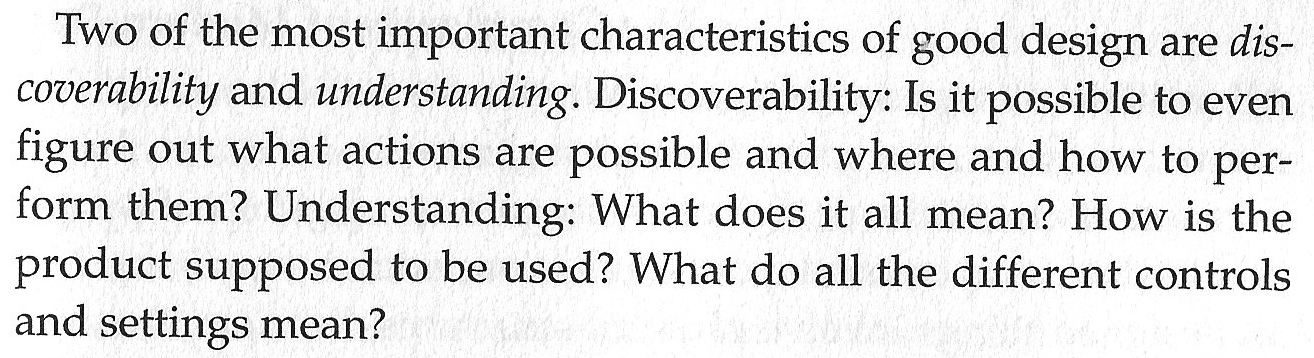 Two of the most important characteristics of good design are dis-
coverability and understanding. Discoverability: Is it possible to even
figure out what actions are possible and where and how to per-
form them? Understanding: What does it all mean? How is the
product supposed to be used? What do all the different controls
and settings mean?